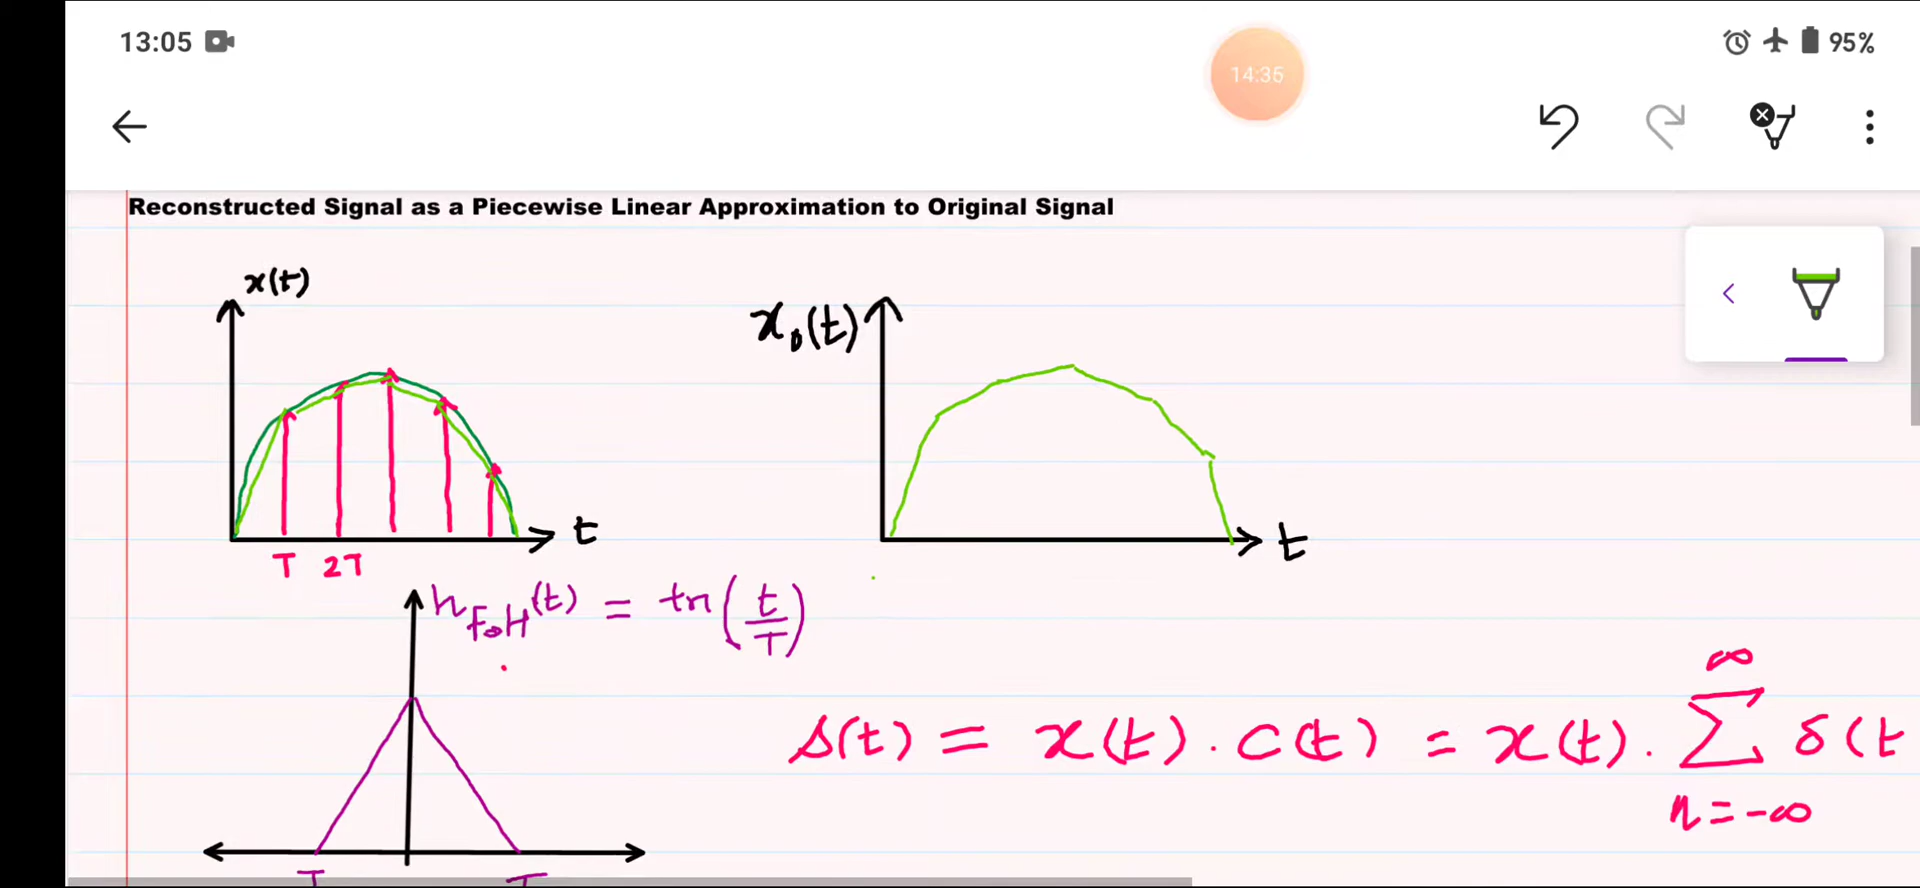 13:05
14:35
95%
Reconstructed Signal as a Piecewise Linear Approximation to Original Signal
x(t)
x₀(t)
t
t
T 2T
h_FOH(t) = tri(t/T)
s(t) = x(t) . c(t) = x(t) . ∑ δ(t
∞
n = -∞
T
T